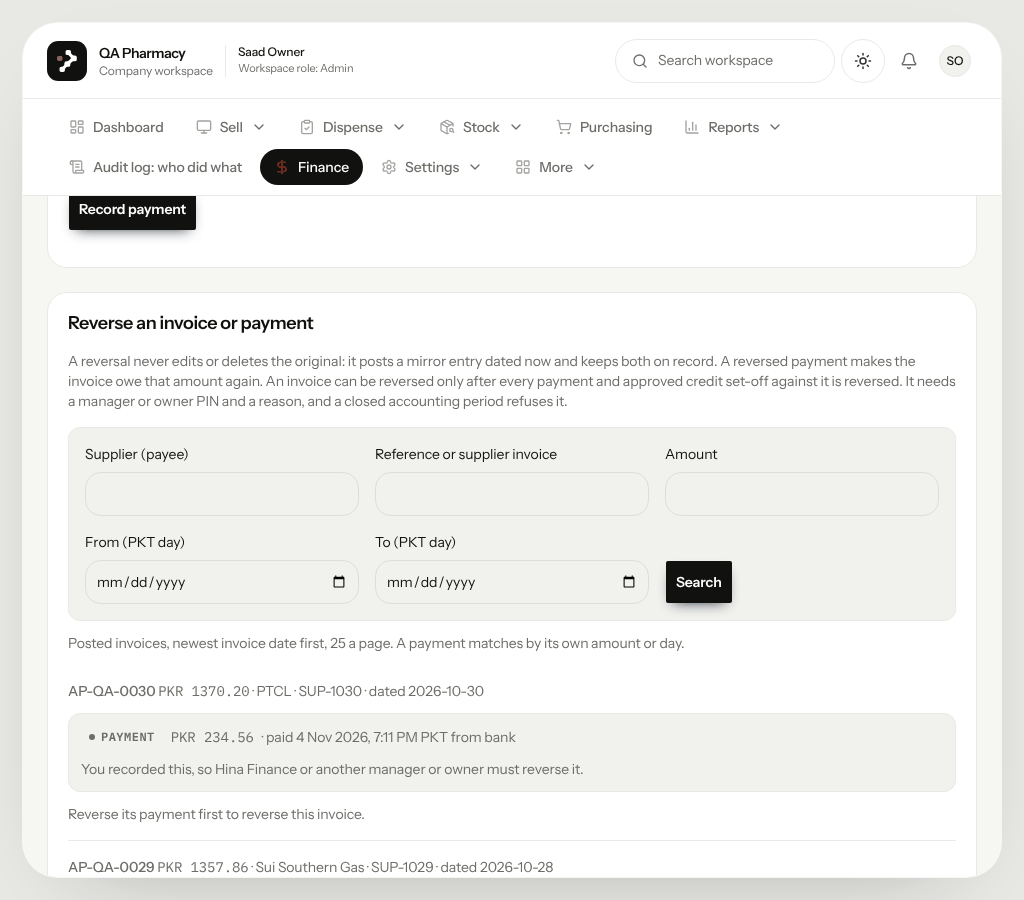 QA Pharmacy
Company workspace
Saad Owner
Workspace role: Admin
Search workspace
SO
Dashboard
Sell
Dispense
Stock
Purchasing
Reports
Audit log: who did what
Finance
Settings
More
Record payment
Reverse an invoice or payment
A reversal never edits or deletes the original: it posts a mirror entry dated now and keeps both on record. A reversed payment makes the
invoice owe that amount again. An invoice can be reversed only after every payment and approved credit set-off against it is reversed. It needs
a manager or owner PIN and a reason, and a closed accounting period refuses it.
Supplier (payee)
Reference or supplier invoice
Amount
From (PKT day)
To (PKT day)
mm/dd/yyyy
mm/dd/yyyy
Search
Posted invoices, newest invoice date first, 25 a page. A payment matches by its own amount or day.
AP-QA-0030 PKR 1370.20 · PTCL · SUP-1030 · dated 2026-10-30
PAYMENT PKR 234.56 · paid 4 Nov 2026, 7:11 PM PKT from bank
You recorded this, so Hina Finance or another manager or owner must reverse it.
Reverse its payment first to reverse this invoice.
AP-QA-0029 PKR 1357.86 · Sui Southern Gas · SUP-1029 · dated 2026-10-28